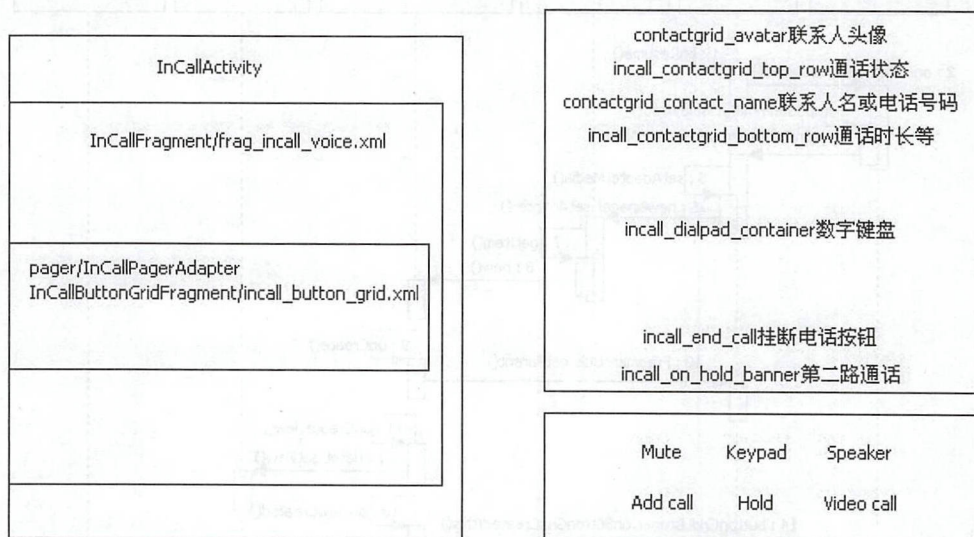 InCallActivity
InCallFragment/frag_incall_voice.xml
pager/InCallPagerAdapter
InCallButtonGridFragment/incall_button_grid.xml
contactgrid_avatar联系人头像
incall_contactgrid_top_row通话状态
contactgrid_contact_name联系人名或电话号码
incall_contactgrid_bottom_row通话时长等
incall_dialpad_container数字键盘
incall_end_call挂断电话按钮
incall_on_hold_banner第二路通话
Mute Keypad Speaker
Add call Hold Video call